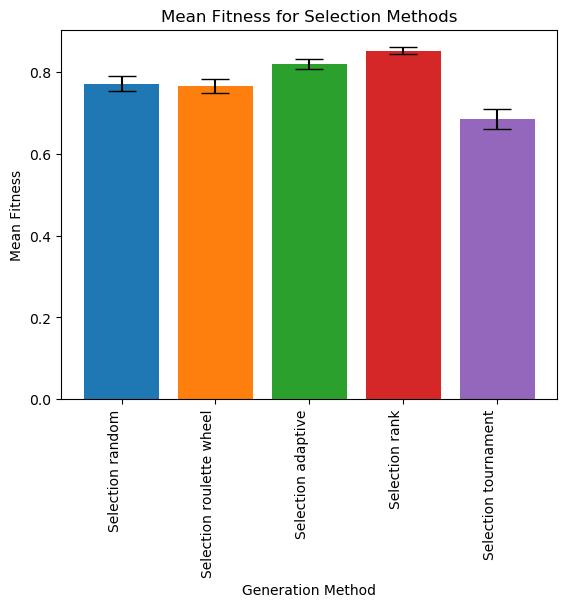 Mean Fitness for Selection Methods
Mean Fitness
0.8
0.6
0.4
0.2
0.0
Selection random
Selection roulette wheel
Selection adaptive
Selection rank
Selection tournament
Generation Method